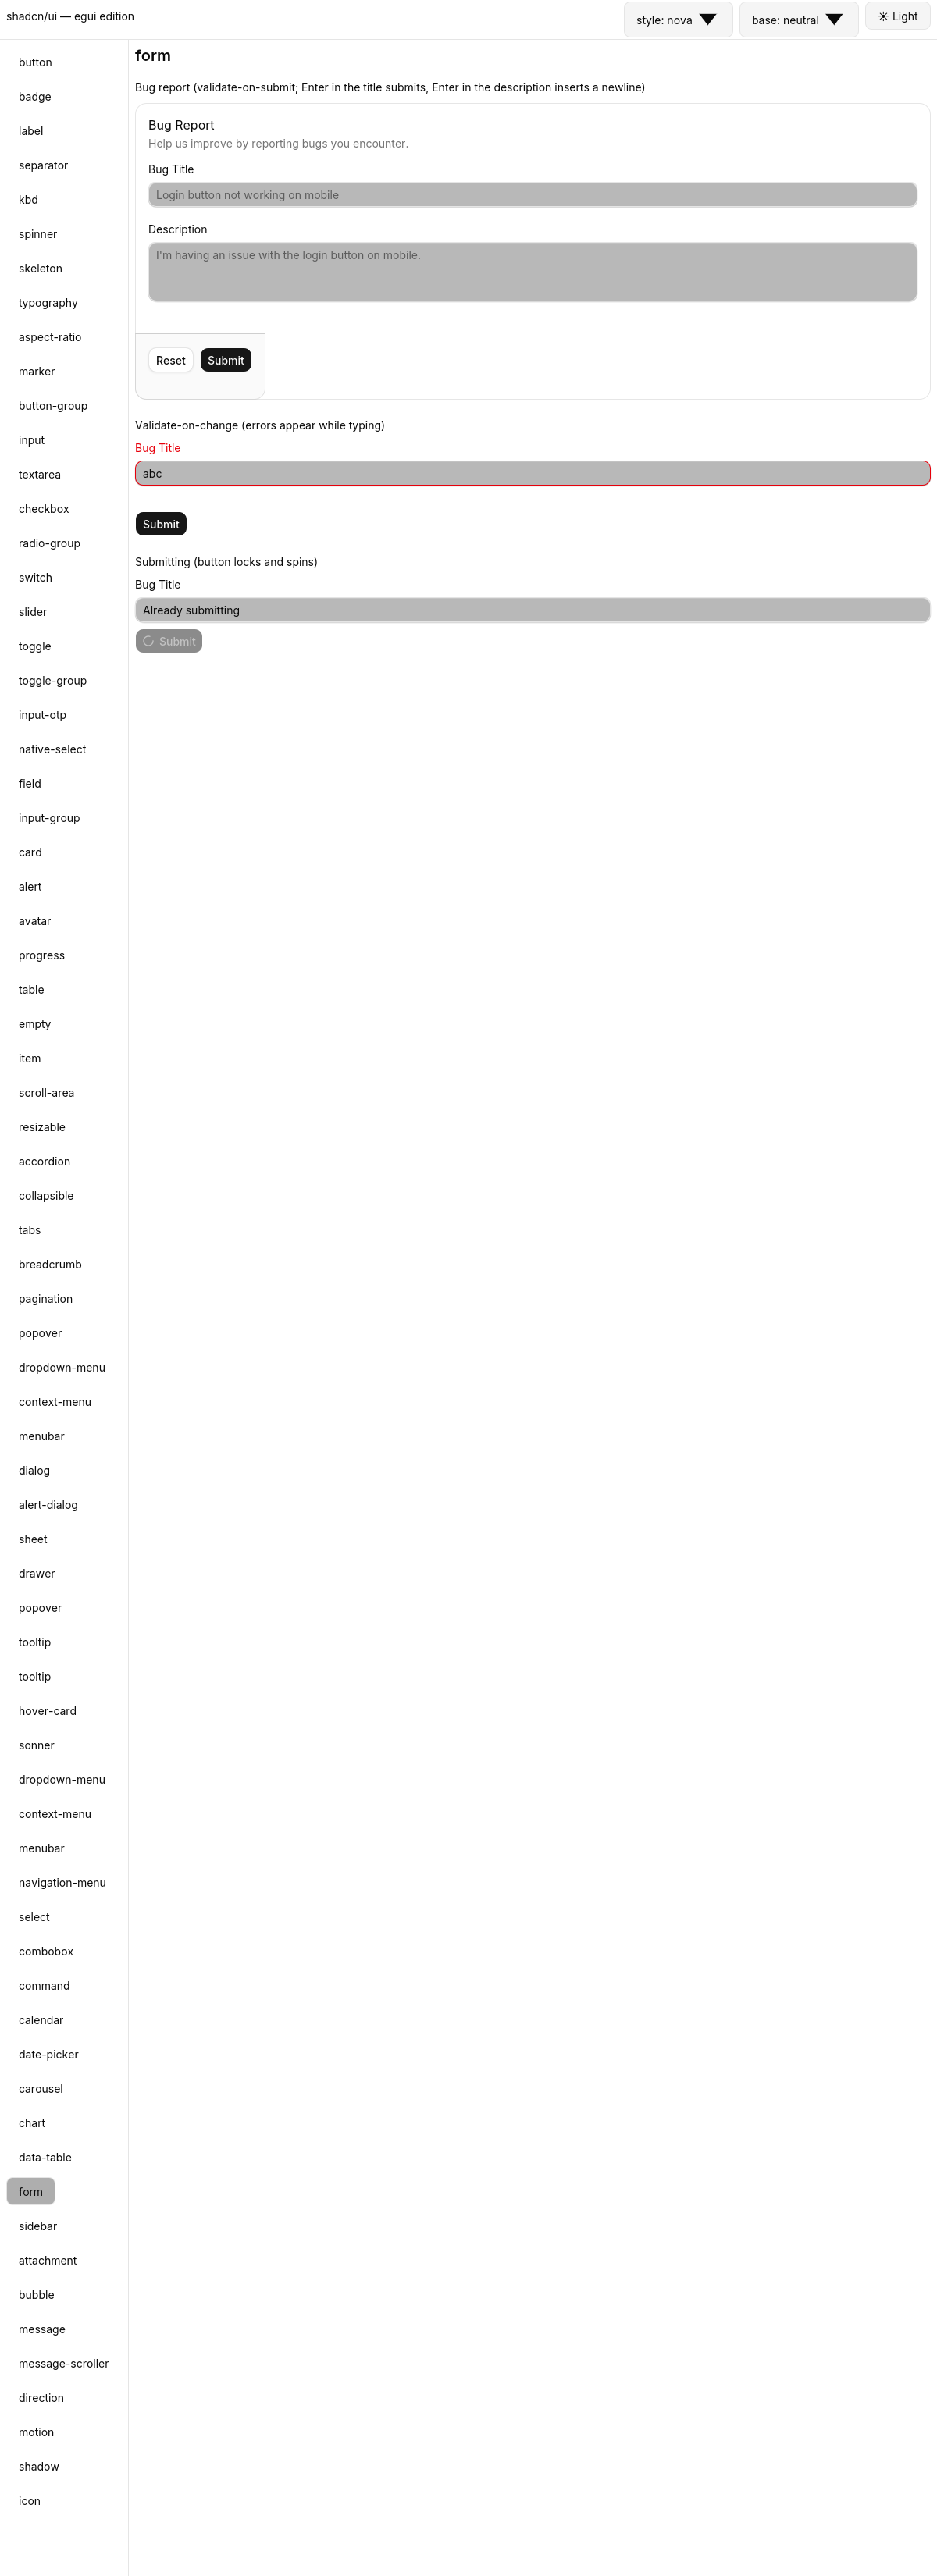 shadcn/ui — egui edition
style: nova
base: neutral
☀ Light
button
badge
label
separator
kbd
spinner
skeleton
typography
aspect-ratio
marker
button-group
input
textarea
checkbox
radio-group
switch
slider
toggle
toggle-group
input-otp
native-select
field
input-group
card
alert
avatar
progress
table
empty
item
scroll-area
resizable
accordion
collapsible
tabs
breadcrumb
pagination
popover
dropdown-menu
context-menu
menubar
dialog
alert-dialog
sheet
drawer
popover
tooltip
tooltip
hover-card
sonner
dropdown-menu
context-menu
menubar
navigation-menu
select
combobox
command
calendar
date-picker
carousel
chart
data-table
form
sidebar
attachment
bubble
message
message-scroller
direction
motion
shadow
icon
form
Bug report (validate-on-submit; Enter in the title submits, Enter in the description inserts a newline)
Bug Report
Help us improve by reporting bugs you encounter.
Bug Title
Login button not working on mobile
Description
I'm having an issue with the login button on mobile.
Reset
Submit
Validate-on-change (errors appear while typing)
Bug Title
abc
Submit
Submitting (button locks and spins)
Bug Title
Already submitting
Submit